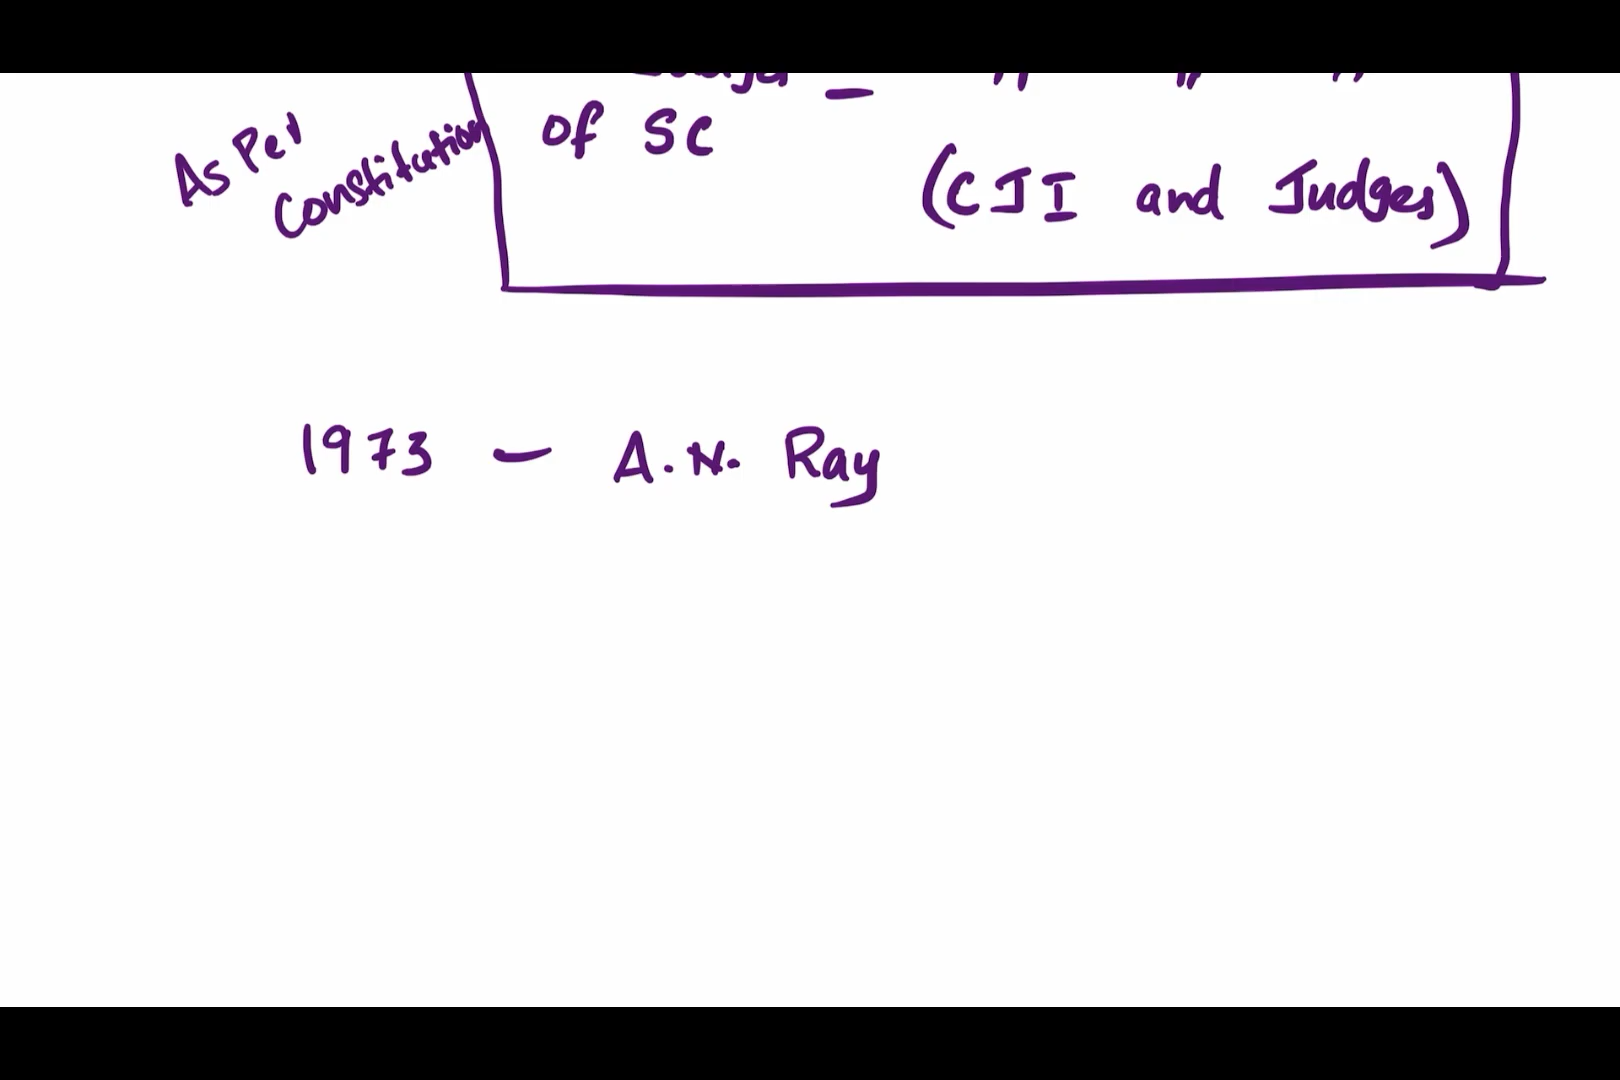 As Per
Constitution
of SC
(CJI and Judges)
1973 — A.N. Ray